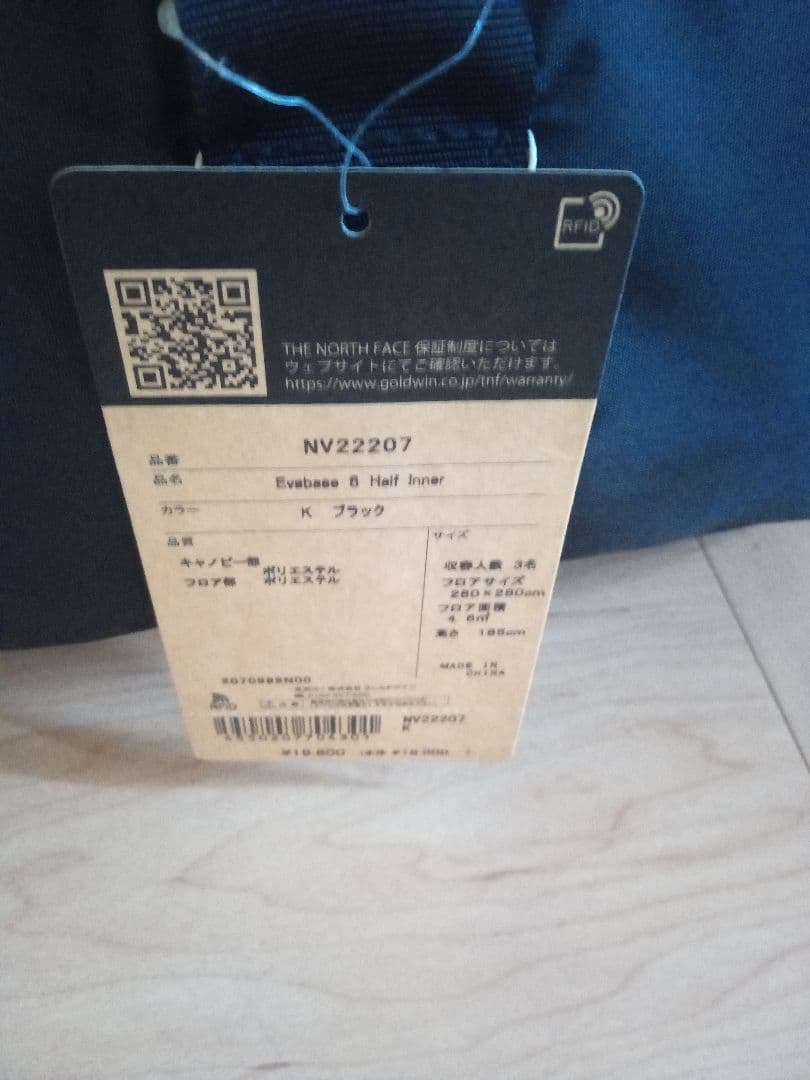 RFID
THE NORTH FACE 保証制度については
ウェブサイトにてご確認いただけます。
https://www.goldwin.co.jp/tnf/warranty/
品番 NV22207
品名 Evabase 6 Half Inner
カラー K ブラック
品質
キャノピー部 ポリエステル
フロア部 ポリエステル
サイズ
収容人数 3名
フロアサイズ
280×280cm
フロア面積
4.6㎡
高さ 185cm
MADE IN
CHINA
RFID
NV22207
K
¥19,800